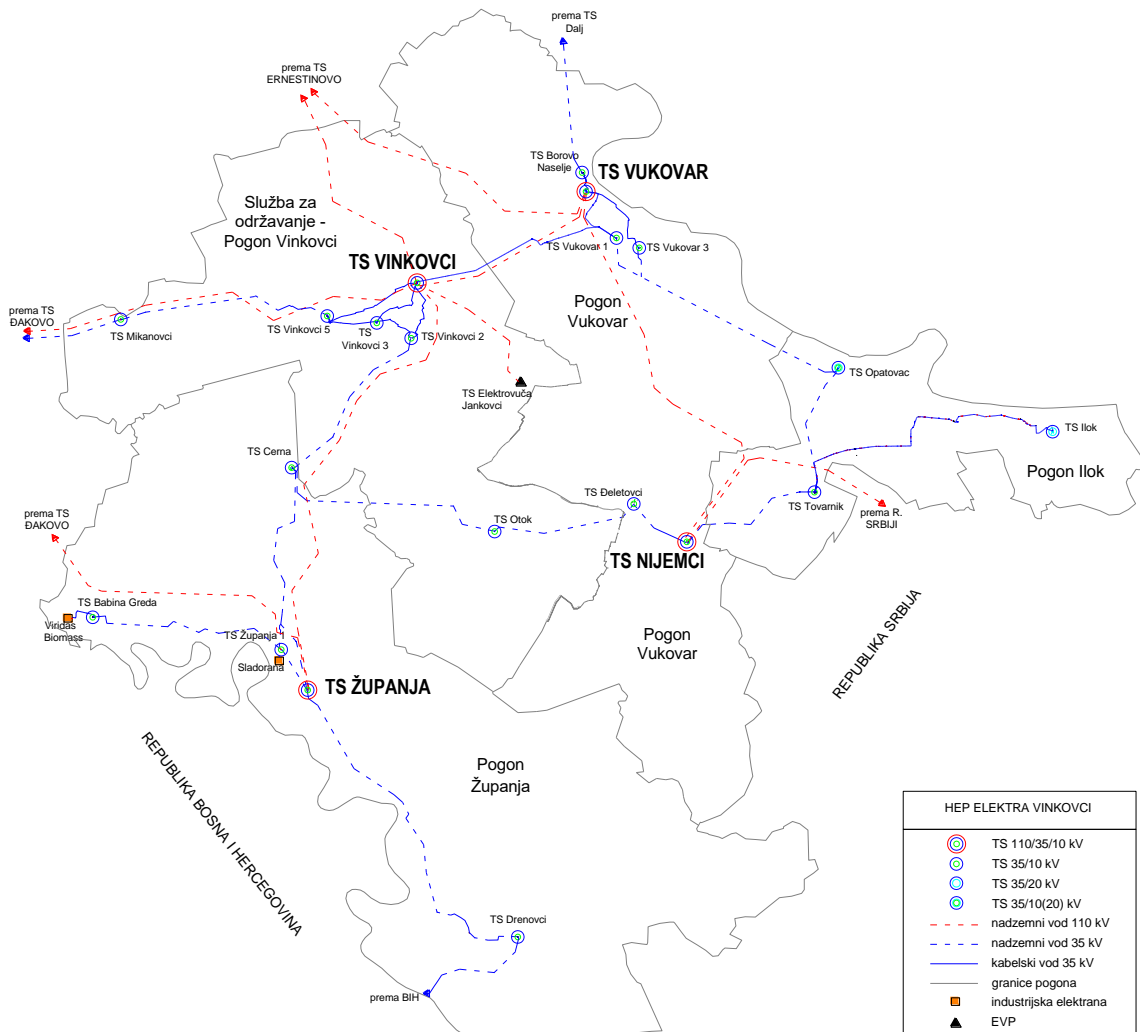 prema TS
Dalj
prema TS
ERNESTINOVO
TS Borovo
Naselje
TS VUKOVAR
Služba za
održavanje -
Pogon Vinkovci
TS Vukovar 1
TS Vukovar 3
TS VINKOVCI
Pogon
Vukovar
prema TS
ĐAKOVO
TS Mikanovci
TS Vinkovci 5
TS
Vinkovci 3
TS Vinkovci 2
TS Opatovac
TS Elektrovuča
Jankovci
TS Ilok
Pogon Ilok
TS Cerna
TS Đeletovci
TS Tovarnik
prema TS
ĐAKOVO
TS Otok
prema R.
SRBIJI
TS NIJEMCI
TS Babina Greda
Viridas
Biomass
TS Županja 1
Sladorana
Pogon
Vukovar
REPUBLIKA SRBIJA
TS ŽUPANJA
REPUBLIKA BOSNA I HERCEGOVINA
Pogon
Županja
TS Drenovci
prema BIH
HEP ELEKTRA VINKOVCI
TS 110/35/10 kV
TS 35/10 kV
TS 35/20 kV
TS 35/10(20) kV
nadzemni vod 110 kV
nadzemni vod 35 kV
kabelski vod 35 kV
granice pogona
industrijska elektrana
EVP